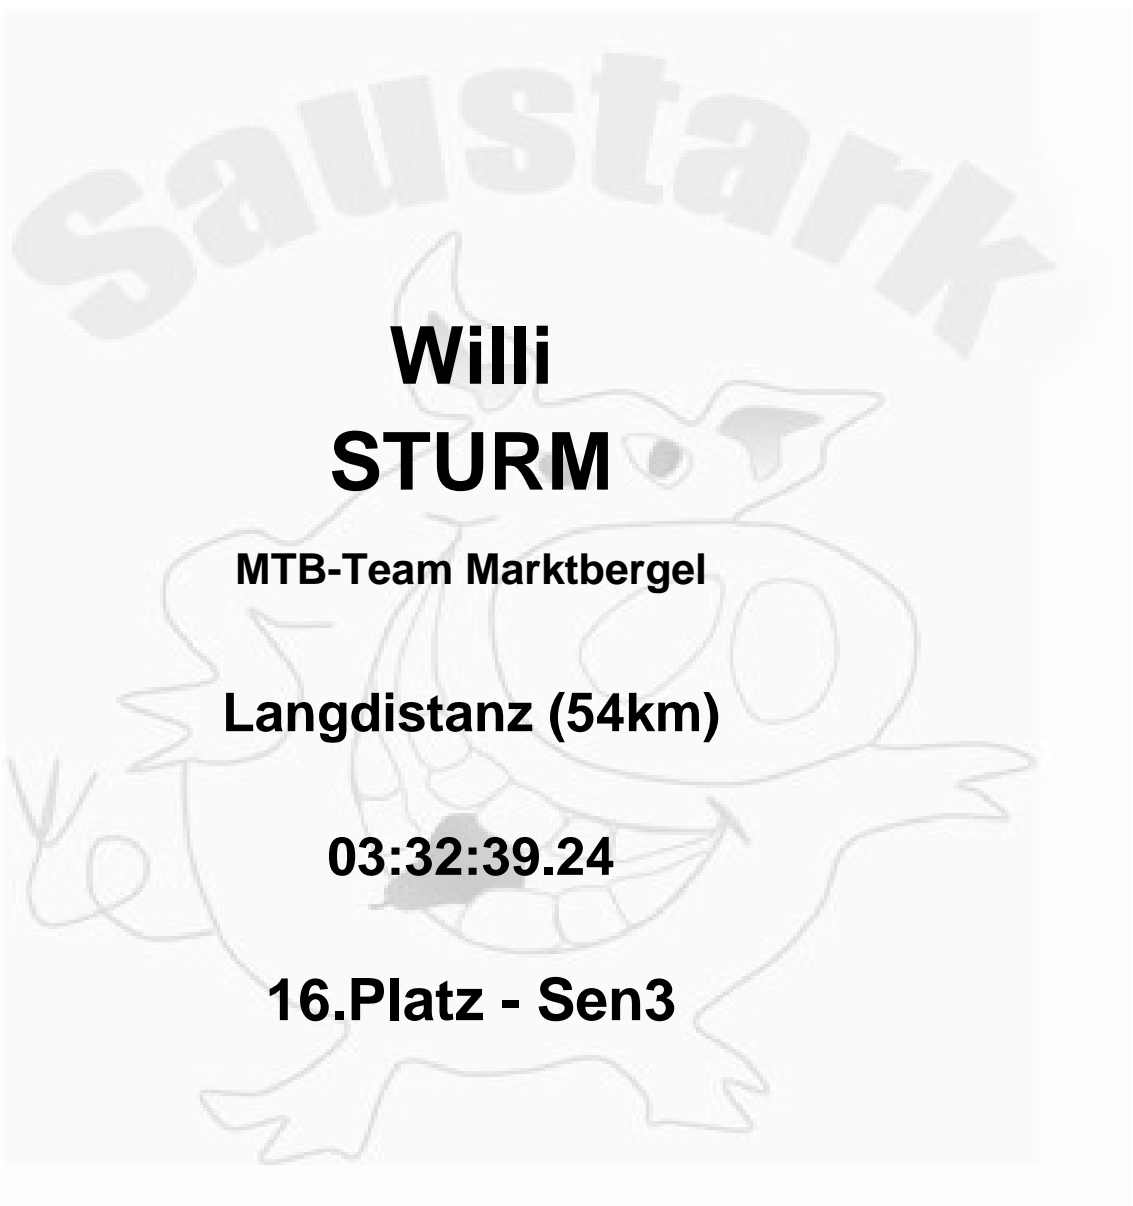 Saustark
Willi
STURM
MTB-Team Marktbergel
Langdistanz (54km)
03:32:39.24
16.Platz - Sen3